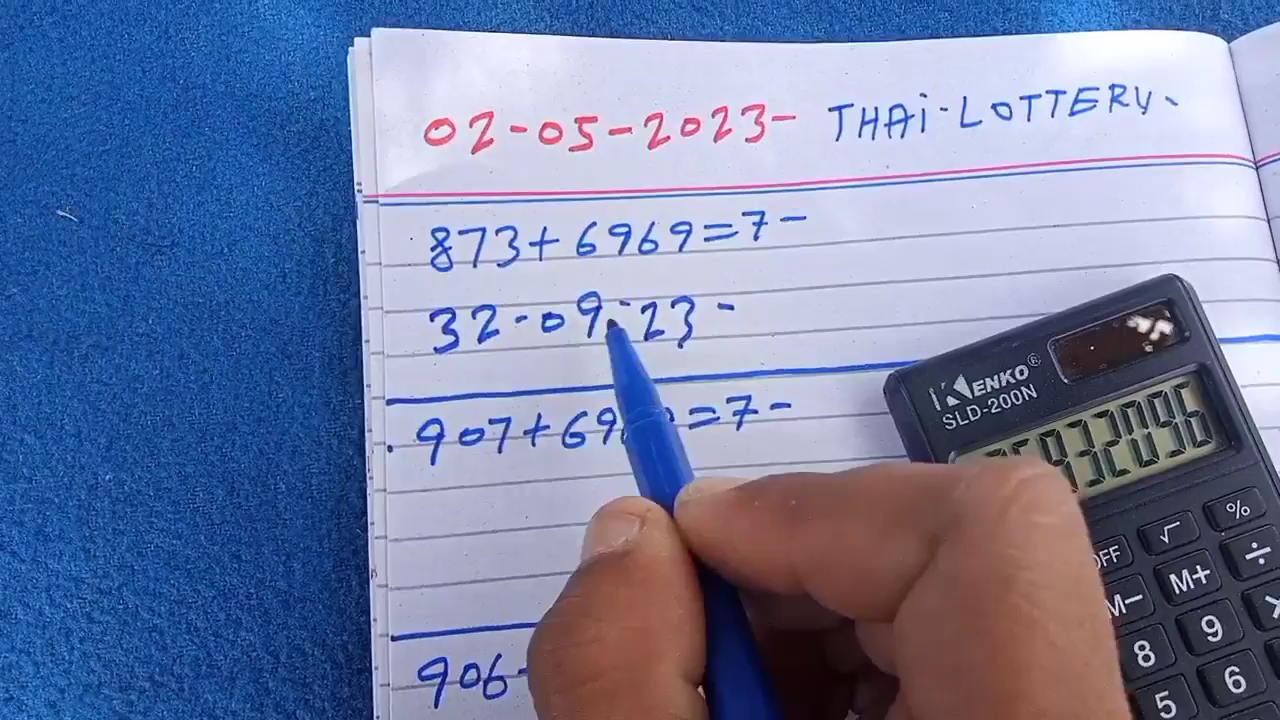 02-05-2023- THAi-LOTTERY-
873+6969=7-
32-09-23-
907+69 =7-
906-
KENKO®
SLD-200N
932096
OFF √ %
M- M+ ÷
8 9
5 6